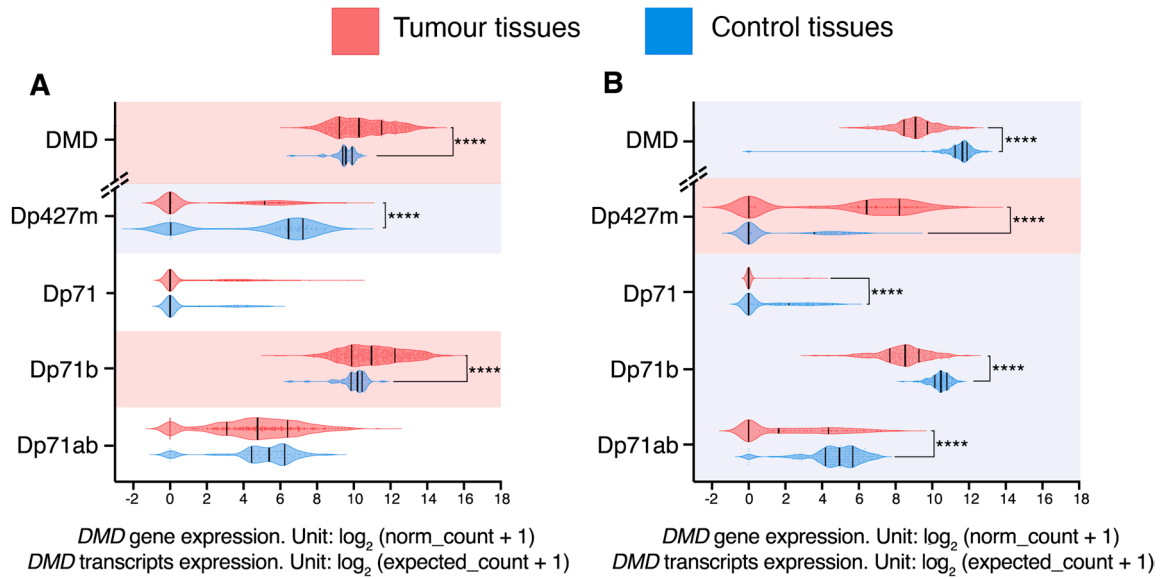 Tumour tissues
Control tissues
A
DMD
****
Dp427m
****
Dp71
Dp71b
****
Dp71ab
-2 0 2 4 6 8 10 12 14 16 18
DMD gene expression. Unit: log2 (norm_count + 1)
DMD transcripts expression. Unit: log2 (expected_count + 1)
B
DMD
****
Dp427m
****
Dp71
****
Dp71b
****
Dp71ab
****
-2 0 2 4 6 8 10 12 14 16 18
DMD gene expression. Unit: log2 (norm_count + 1)
DMD transcripts expression. Unit: log2 (expected_count + 1)